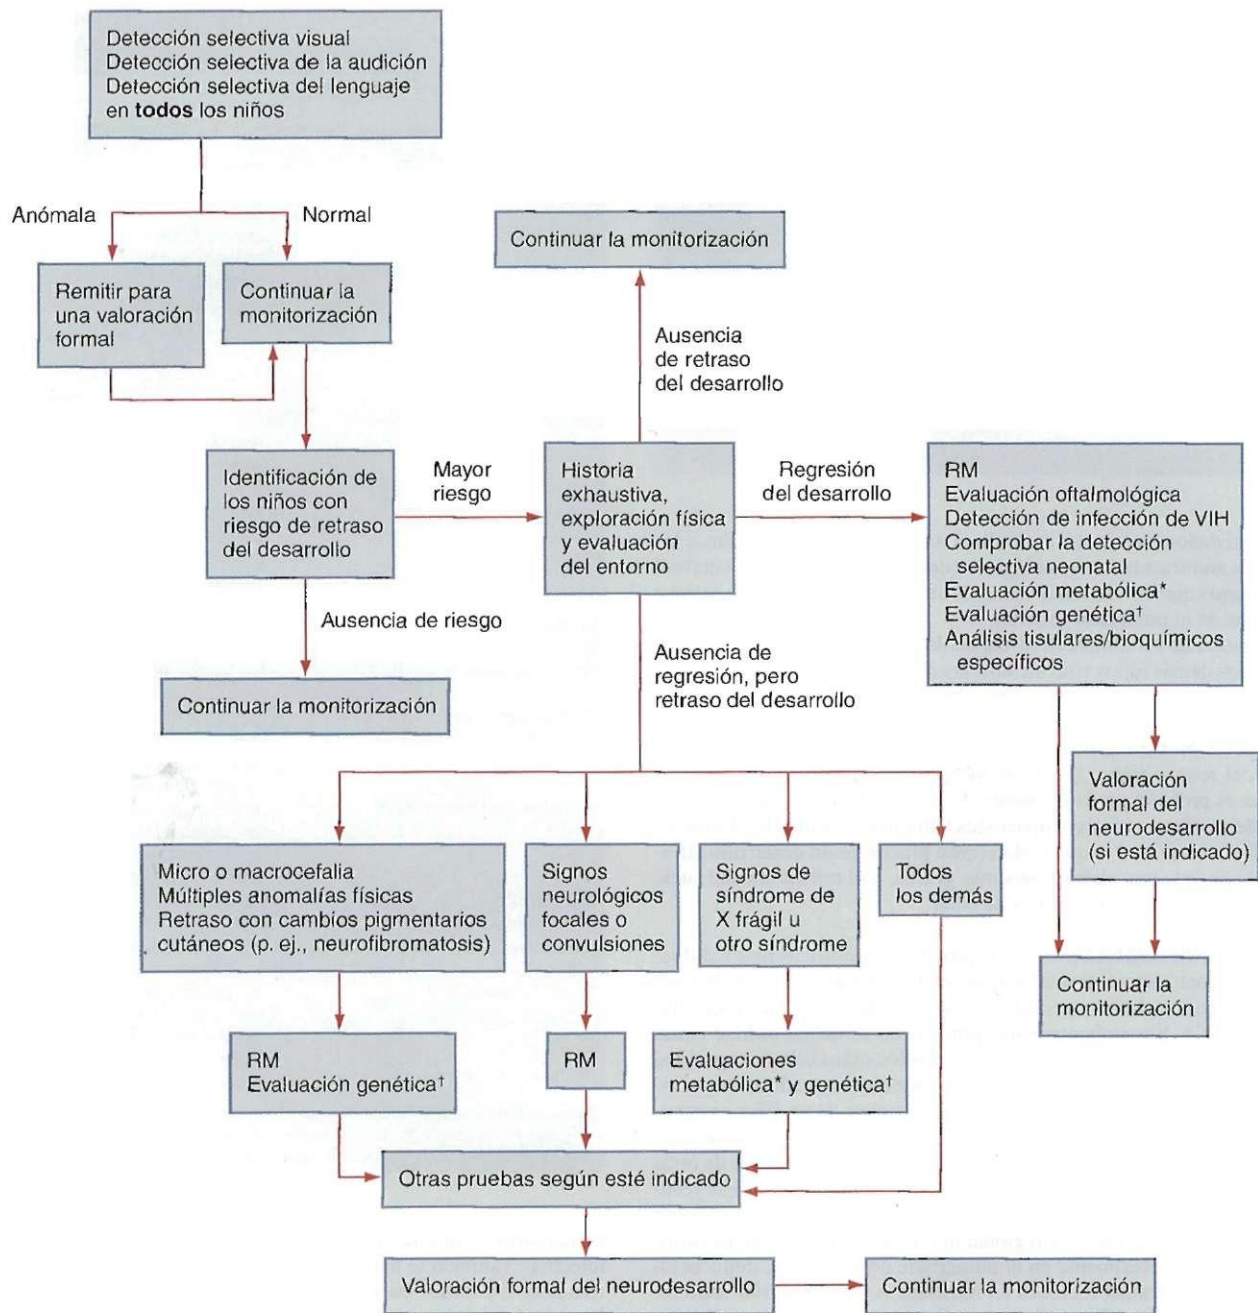 Detección selectiva visual
Detección selectiva de la audición
Detección selectiva del lenguaje
en todos los niños
Anómala
Normal
Remitir para
una valoración
formal
Continuar la
monitorización
Continuar la monitorización
Ausencia
de retraso
del desarrollo
Identificación de
los niños con
riesgo de retraso
del desarrollo
Mayor
riesgo
Historia
exhaustiva,
exploración física
y evaluación
del entorno
Regresión
del desarrollo
RM
Evaluación oftalmológica
Detección de infección de VIH
Comprobar la detección
selectiva neonatal
Evaluación metabólica*
Evaluación genética†
Análisis tisulares/bioquímicos
específicos
Ausencia de riesgo
Continuar la monitorización
Ausencia de
regresión, pero
retraso del desarrollo
Valoración
formal del
neurodesarrollo
(si está indicado)
Continuar la
monitorización
Micro o macrocefalia
Múltiples anomalías físicas
Retraso con cambios pigmentarios
cutáneos (p. ej., neurofibromatosis)
Signos
neurológicos
focales o
convulsiones
Signos de
síndrome de
X frágil u
otro síndrome
Todos
los demás
RM
Evaluación genética†
RM
Evaluaciones
metabólica* y genética†
Otras pruebas según esté indicado
Valoración formal del neurodesarrollo
Continuar la monitorización